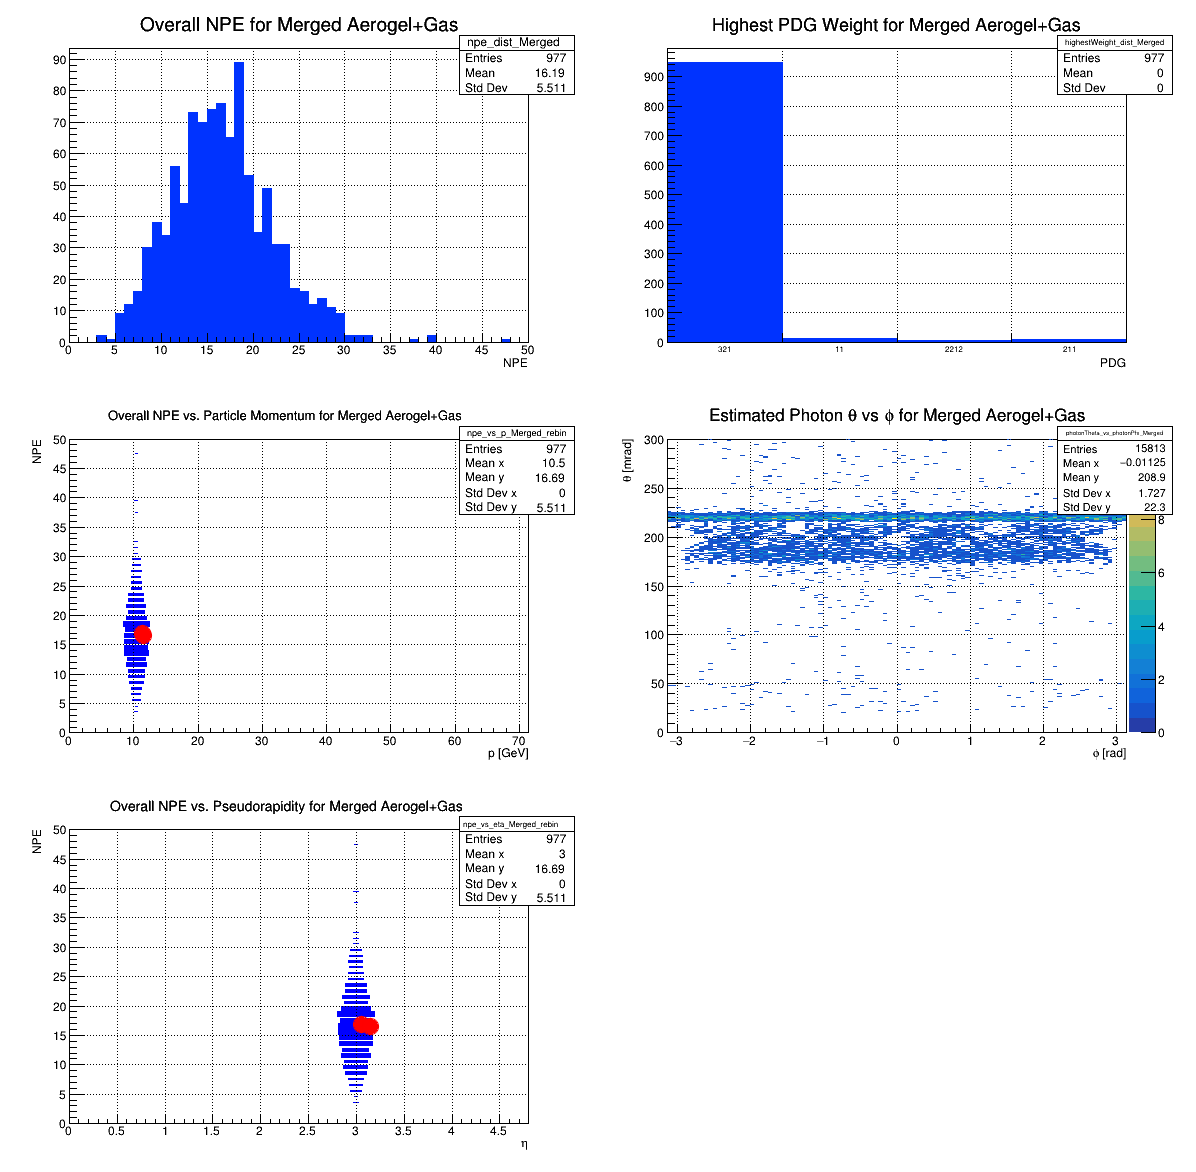 Overall NPE for Merged Aerogel+Gas
npe_dist_Merged
Entries 977
Mean 16.19
Std Dev 5.511
90
80
70
60
50
40
30
20
10
0
0 5 10 15 20 25 30 35 40 45 50
NPE
Highest PDG Weight for Merged Aerogel+Gas
highestWeight_dist_Merged
Entries 977
Mean 0
Std Dev 0
900
800
700
600
500
400
300
200
100
0
321 11 2212 211
PDG
Overall NPE vs. Particle Momentum for Merged Aerogel+Gas
npe_vs_p_Merged_rebin
Entries 977
Mean x 10.5
Mean y 16.69
Std Dev x 0
Std Dev y 5.511
NPE
50
45
40
35
30
25
20
15
10
5
0
0 10 20 30 40 50 60 70
p [GeV]
Estimated Photon θ vs ϕ for Merged Aerogel+Gas
photonTheta_vs_photonPhi_Merged
Entries 15813
Mean x −0.01125
Mean y 208.9
Std Dev x 1.727
Std Dev y 22.3
θ [mrad]
300
250
200
150
100
50
0
−3 −2 −1 0 1 2 3
ϕ [rad]
8
6
4
2
0
Overall NPE vs. Pseudorapidity for Merged Aerogel+Gas
npe_vs_eta_Merged_rebin
Entries 977
Mean x 3
Mean y 16.69
Std Dev x 0
Std Dev y 5.511
NPE
50
45
40
35
30
25
20
15
10
5
0
0 0.5 1 1.5 2 2.5 3 3.5 4 4.5
η